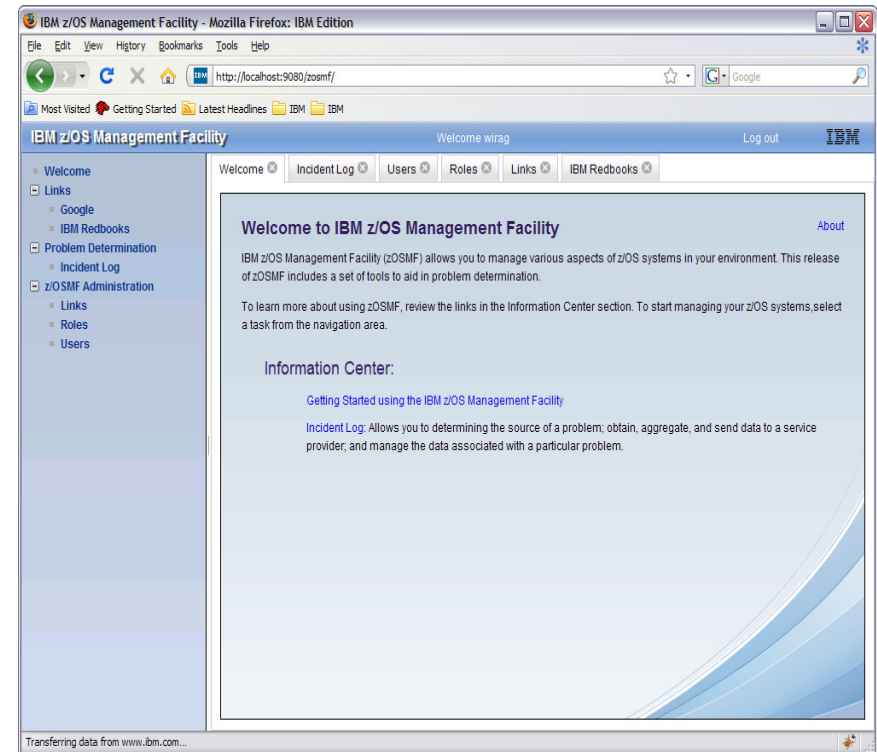 IBM z/OS Management Facility - Mozilla Firefox: IBM Edition
File Edit View History Bookmarks Tools Help
IBM http://localhost:9080/zosmf/ G Google
Most Visited Getting Started Latest Headlines IBM IBM
IBM z/OS Management Facility Welcome wirag Log out IBM
Welcome
Links
Google
IBM Redbooks
Problem Determination
Incident Log
z/OSMF Administration
Links
Roles
Users
Welcome Incident Log Users Roles Links IBM Redbooks
Welcome to IBM z/OS Management Facility About
IBM z/OS Management Facility (zOSMF) allows you to manage various aspects of z/OS systems in your environment. This release
of zOSMF includes a set of tools to aid in problem determination.
To learn more about using zOSMF, review the links in the Information Center section. To start managing your z/OS systems,select
a task from the navigation area.
Information Center:
Getting Started using the IBM z/OS Management Facility
Incident Log: Allows you to determining the source of a problem; obtain, aggregate, and send data to a service
provider; and manage the data associated with a particular problem.
Transferring data from www.ibm.com...